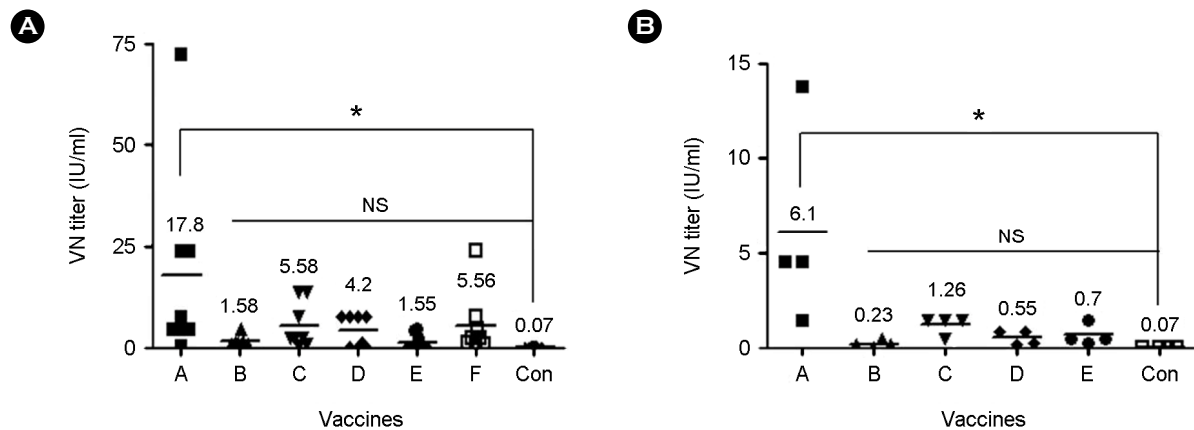 A
75
50
25
0
VN titer (IU/ml)
*
NS
17.8
1.58
5.58
4.2
1.55
5.56
0.07
A B C D E F Con
Vaccines
B
15
10
5
0
VN titer (IU/ml)
*
NS
6.1
0.23
1.26
0.55
0.7
0.07
A B C D E Con
Vaccines